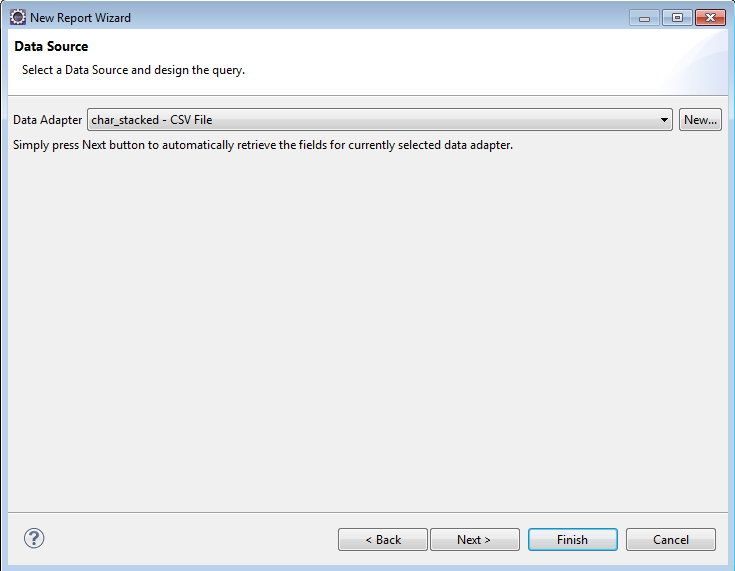 New Report Wizard
Data Source
Select a Data Source and design the query.
Data Adapter char_stacked - CSV File New...
Simply press Next button to automatically retrieve the fields for currently selected data adapter.
? < Back Next > Finish Cancel